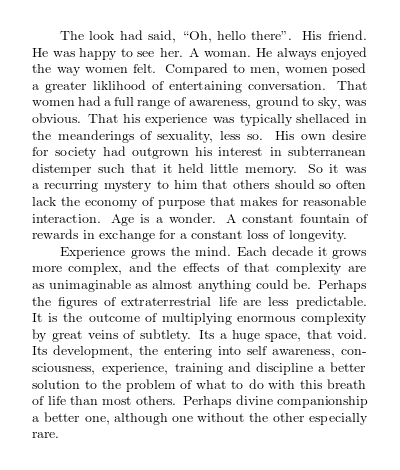 The look had said, “Oh, hello there”. His friend.
He was happy to see her. A woman. He always enjoyed
the way women felt. Compared to men, women posed
a greater liklihood of entertaining conversation. That
women had a full range of awareness, ground to sky, was
obvious. That his experience was typically shellaced in
the meanderings of sexuality, less so. His own desire
for society had outgrown his interest in subterranean
distemper such that it held little memory. So it was
a recurring mystery to him that others should so often
lack the economy of purpose that makes for reasonable
interaction. Age is a wonder. A constant fountain of
rewards in exchange for a constant loss of longevity.
Experience grows the mind. Each decade it grows
more complex, and the effects of that complexity are
as unimaginable as almost anything could be. Perhaps
the figures of extraterrestrial life are less predictable.
It is the outcome of multiplying enormous complexity
by great veins of subtlety. Its a huge space, that void.
Its development, the entering into self awareness, con-
sciousness, experience, training and discipline a better
solution to the problem of what to do with this breath
of life than most others. Perhaps divine companionship
a better one, although one without the other especially
rare.